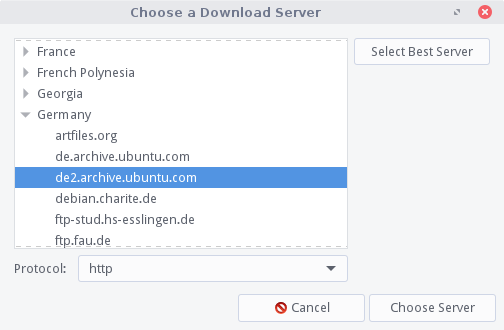 Choose a Download Server
France
Select Best Server
French Polynesia
Georgia
Germany
artfiles.org
de.archive.ubuntu.com
de2.archive.ubuntu.com
debian.charite.de
ftp-stud.hs-esslingen.de
ftp.fau.de
Protocol: http
Cancel Choose Server